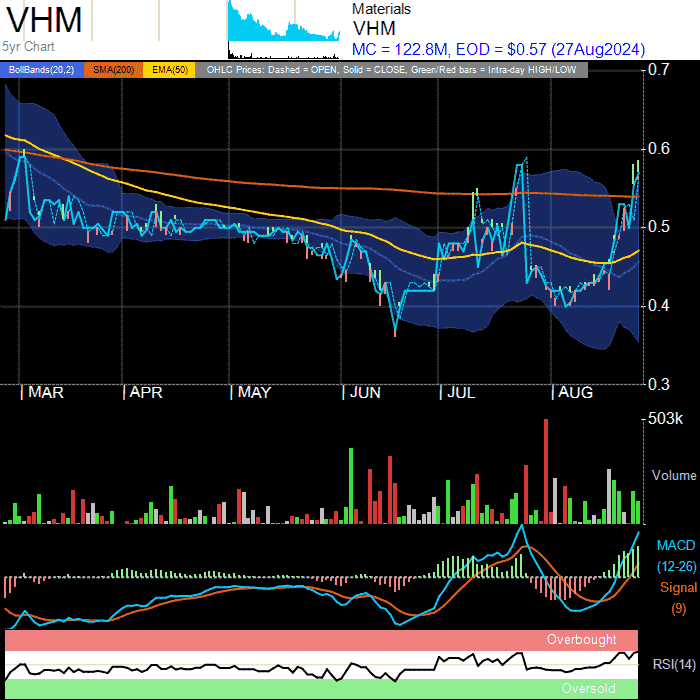 VHM
5yr Chart
Materials
VHM
MC = 122.8M, EOD = $0.57 (27Aug2024)
BollBands(20,2) SMA(200) EMA(50) OHLC Prices: Dashed = OPEN, Solid = CLOSE, Green/Red bars = Intra-day HIGH/LOW
0.7
0.6
0.5
0.4
0.3
MAR APR MAY JUN JUL AUG
503k
Volume
MACD
(12-26)
Signal
(9)
Overbought
RSI(14)
Oversold